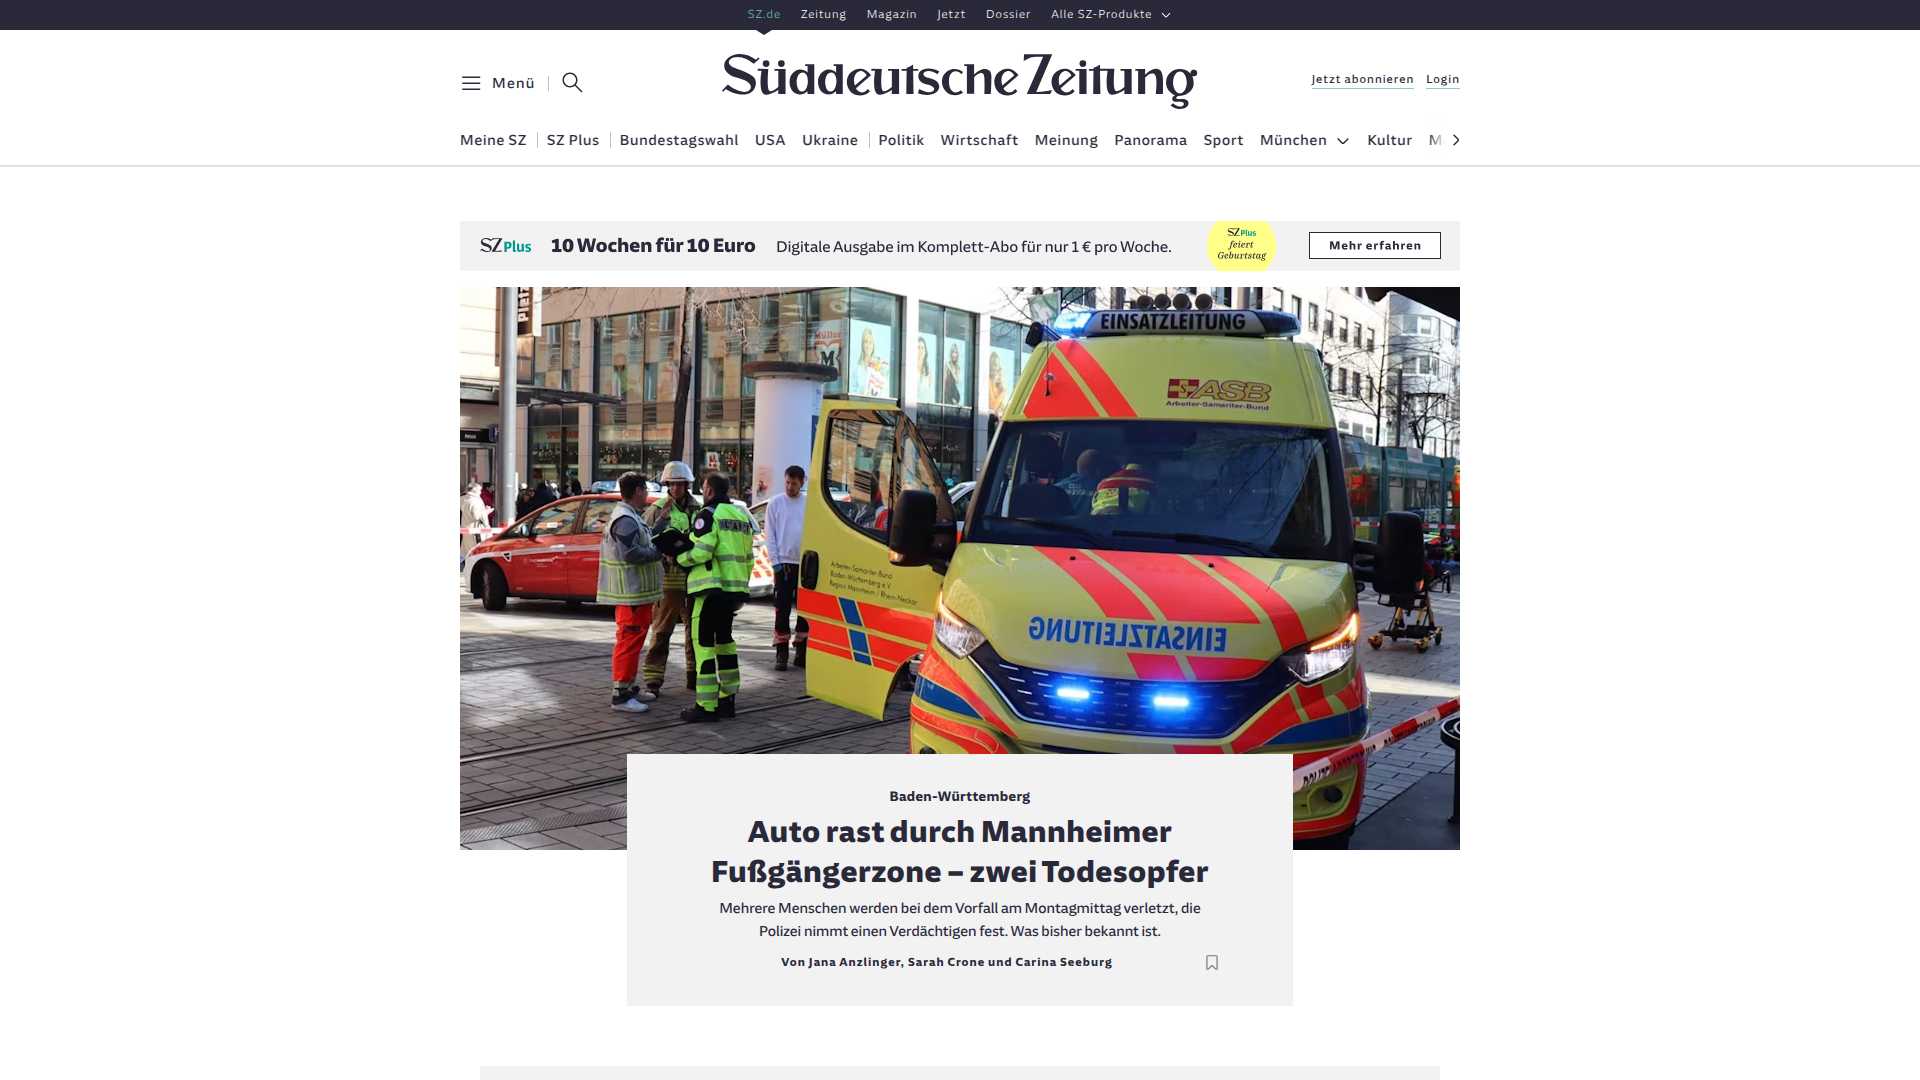 SZ.de Zeitung Magazin Jetzt Dossier Alle SZ-Produkte
Menü
Süddeutsche Zeitung
Jetzt abonnieren Login
Meine SZ SZ Plus Bundestagswahl USA Ukraine Politik Wirtschaft Meinung Panorama Sport München Kultur M
SZ Plus 10 Wochen für 10 Euro Digitale Ausgabe im Komplett-Abo für nur 1 € pro Woche.
SZ Plus
feiert
Geburtstag
Mehr erfahren
EINSATZLEITUNG
Müller
M
ASB
Arbeiter-Samariter-Bund
Arbeiter-Samariter-Bund
Baden-Württemberg e.V.
Region Mannheim / Rhein-Neckar
EINSATZLEITUNG
Baden-Württemberg
Auto rast durch Mannheimer
Fußgängerzone – zwei Todesopfer
Mehrere Menschen werden bei dem Vorfall am Montagmittag verletzt, die
Polizei nimmt einen Verdächtigen fest. Was bisher bekannt ist.
Von Jana Anzlinger, Sarah Crone und Carina Seeburg